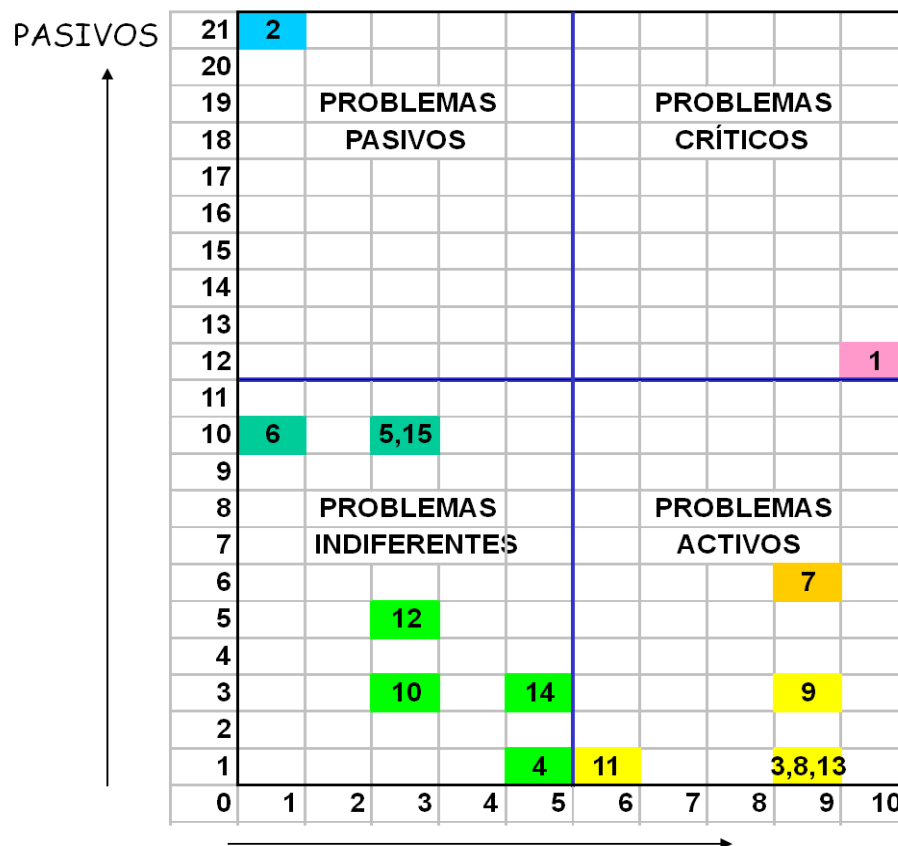 PASIVOS 21 2
20
19 PROBLEMAS PROBLEMAS
18 PASIVOS CRÍTICOS
17
16
15
14
13
12 1
11
10 6 5,15
9
8 PROBLEMAS PROBLEMAS
7 INDIFERENTES ACTIVOS
6 7
5 12
4
3 10 14 9
2
1 4 11 3,8,13
0 1 2 3 4 5 6 7 8 9 10